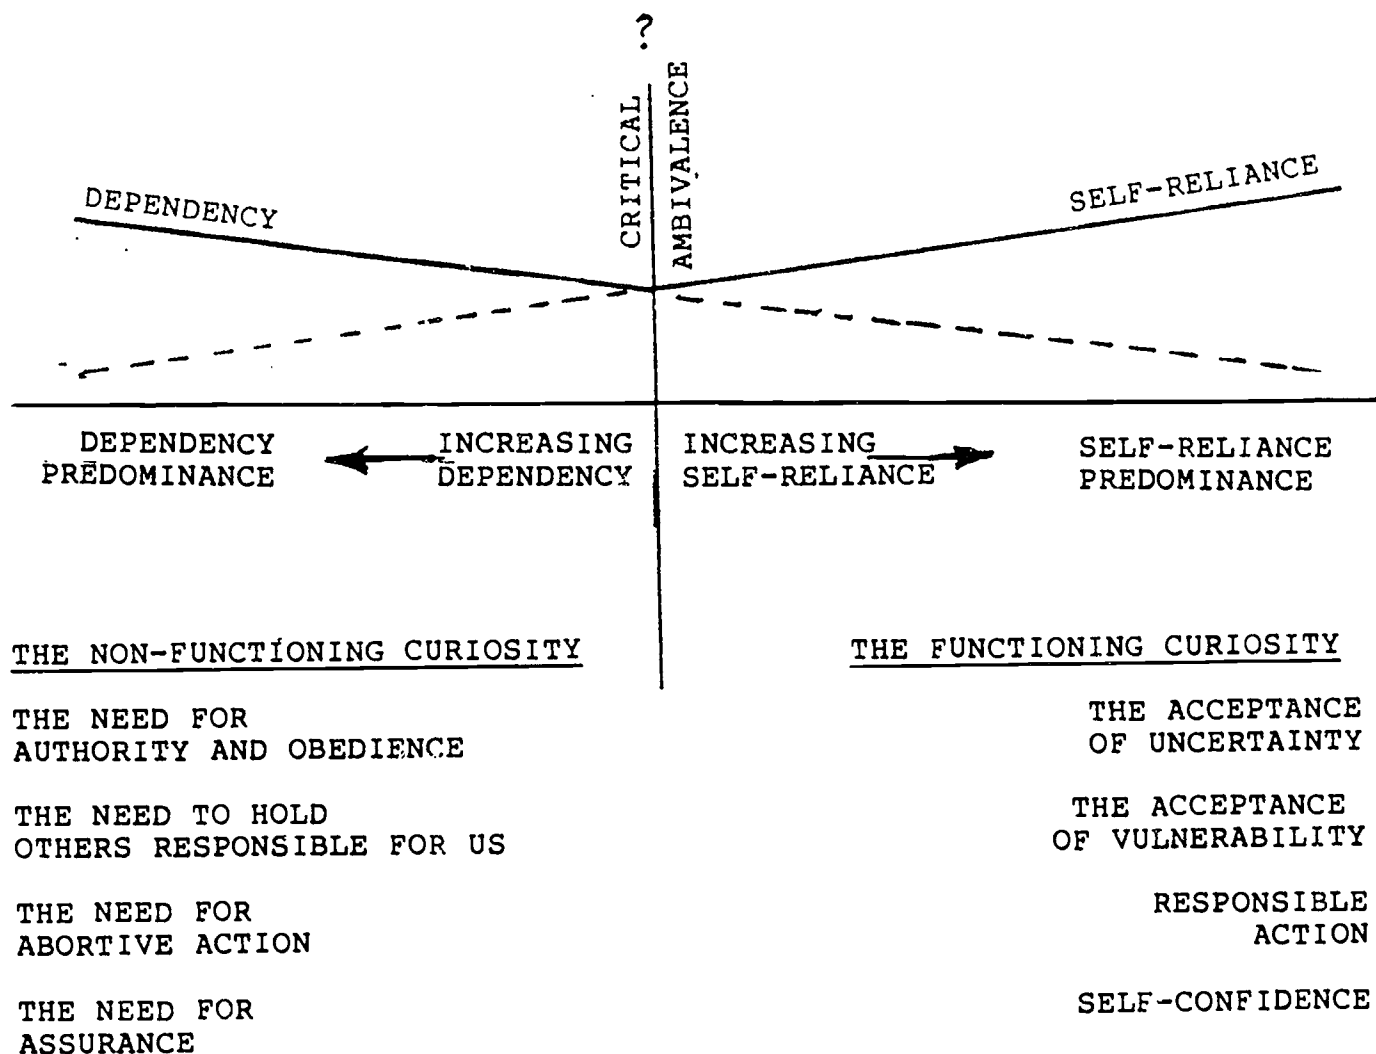 ?
CRITICAL
AMBIVALENCE
DEPENDENCY
SELF-RELIANCE
DEPENDENCY
PREDOMINANCE
INCREASING
DEPENDENCY
INCREASING
SELF-RELIANCE
SELF-RELIANCE
PREDOMINANCE
THE NON-FUNCTIONING CURIOSITY
THE NEED FOR
AUTHORITY AND OBEDIENCE
THE NEED TO HOLD
OTHERS RESPONSIBLE FOR US
THE NEED FOR
ABORTIVE ACTION
THE NEED FOR
ASSURANCE
THE FUNCTIONING CURIOSITY
THE ACCEPTANCE
OF UNCERTAINTY
THE ACCEPTANCE
OF VULNERABILITY
RESPONSIBLE
ACTION
SELF-CONFIDENCE